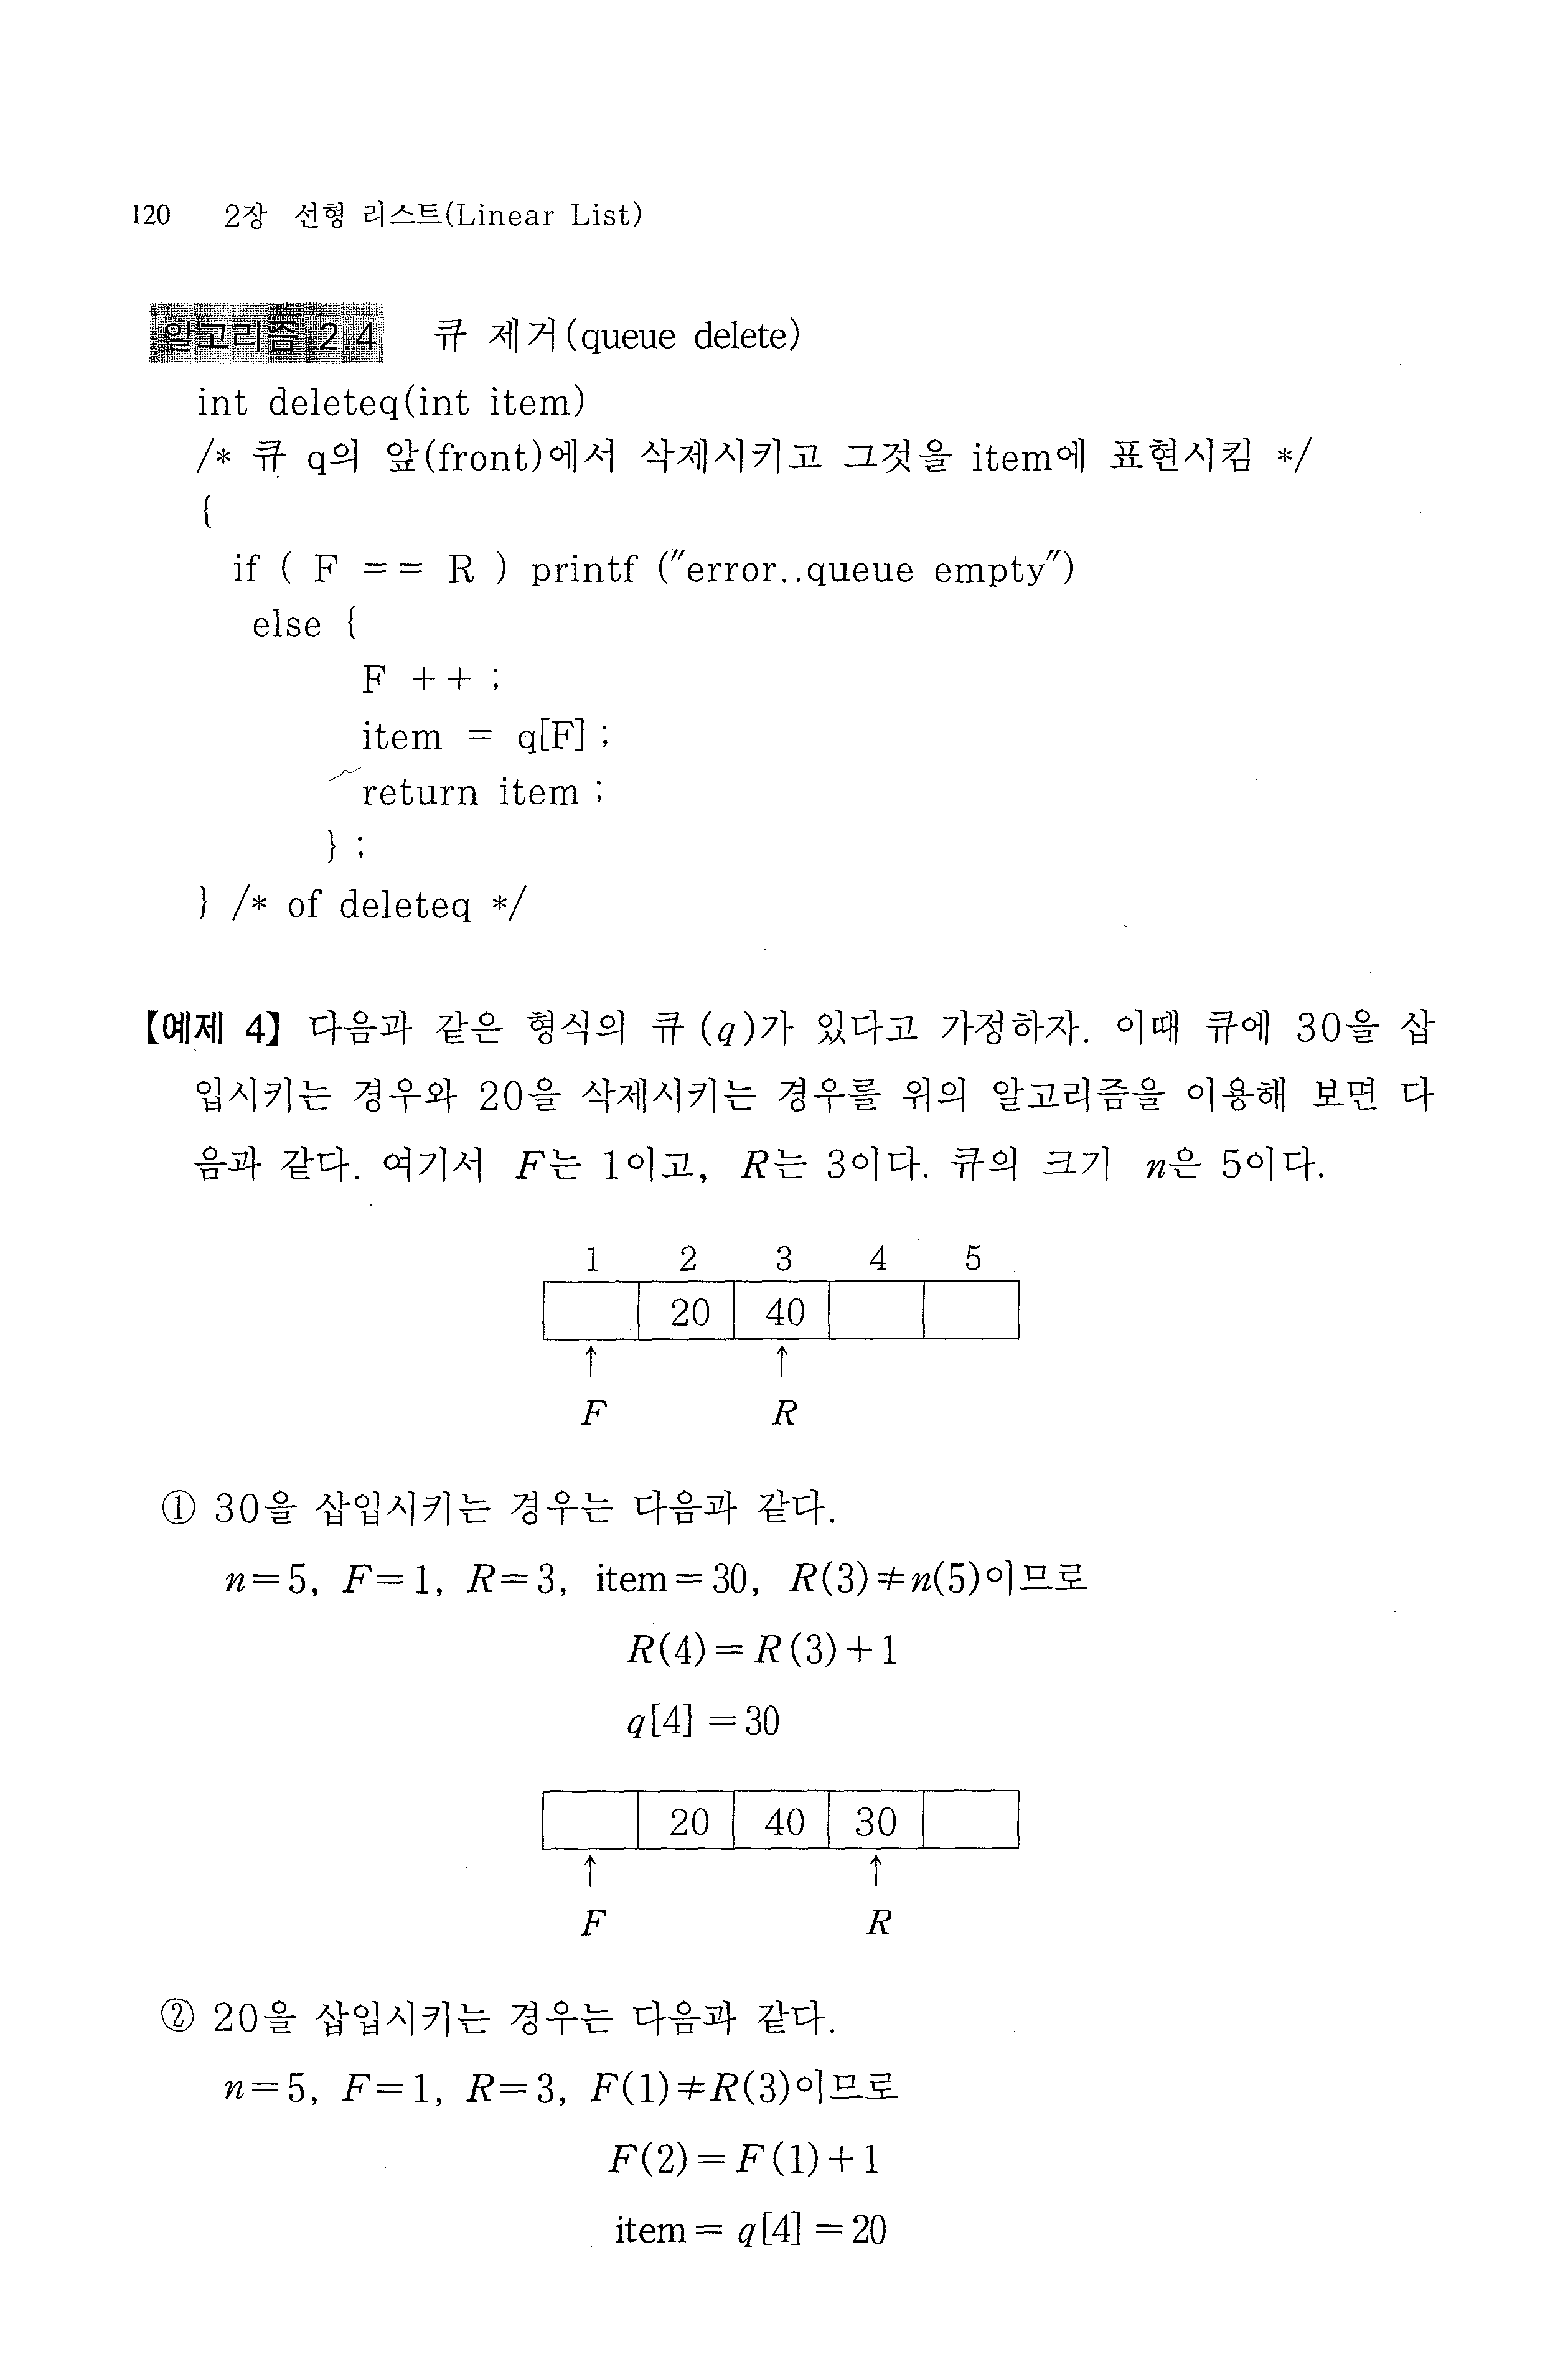 120 2장 선형 리스트(Linear List)
알고리즘 2.4 큐 제거(queue delete)
int deleteq(int item)
/* 큐 q의 앞(front)에서 삭제시키고 그것을 item에 표현시킴 */
{
if ( F == R ) printf ("error..queue empty")
else {
F ++ ;
item = q[F] ;
return item ;
} ;
} /* of deleteq */
【예제 4】 다음과 같은 형식의 큐 (q)가 있다고 가정하자. 이때 큐에 30을 삽
입시키는 경우와 20을 삭제시키는 경우를 위의 알고리즘을 이용해 보면 다
음과 같다. 여기서 F는 1이고, R는 3이다. 큐의 크기 n은 5이다.
1 2 3 4 5
20 40
↑ ↑
F R
① 30을 삽입시키는 경우는 다음과 같다.
n=5, F=1, R=3, item=30, R(3)≠n(5)이므로
R(4)=R(3)+1
q[4]=30
20 40 30
↑ ↑
F R
② 20을 삽입시키는 경우는 다음과 같다.
n=5, F=1, R=3, F(1)≠R(3)이므로
F(2)=F(1)+1
item= q[4]=20